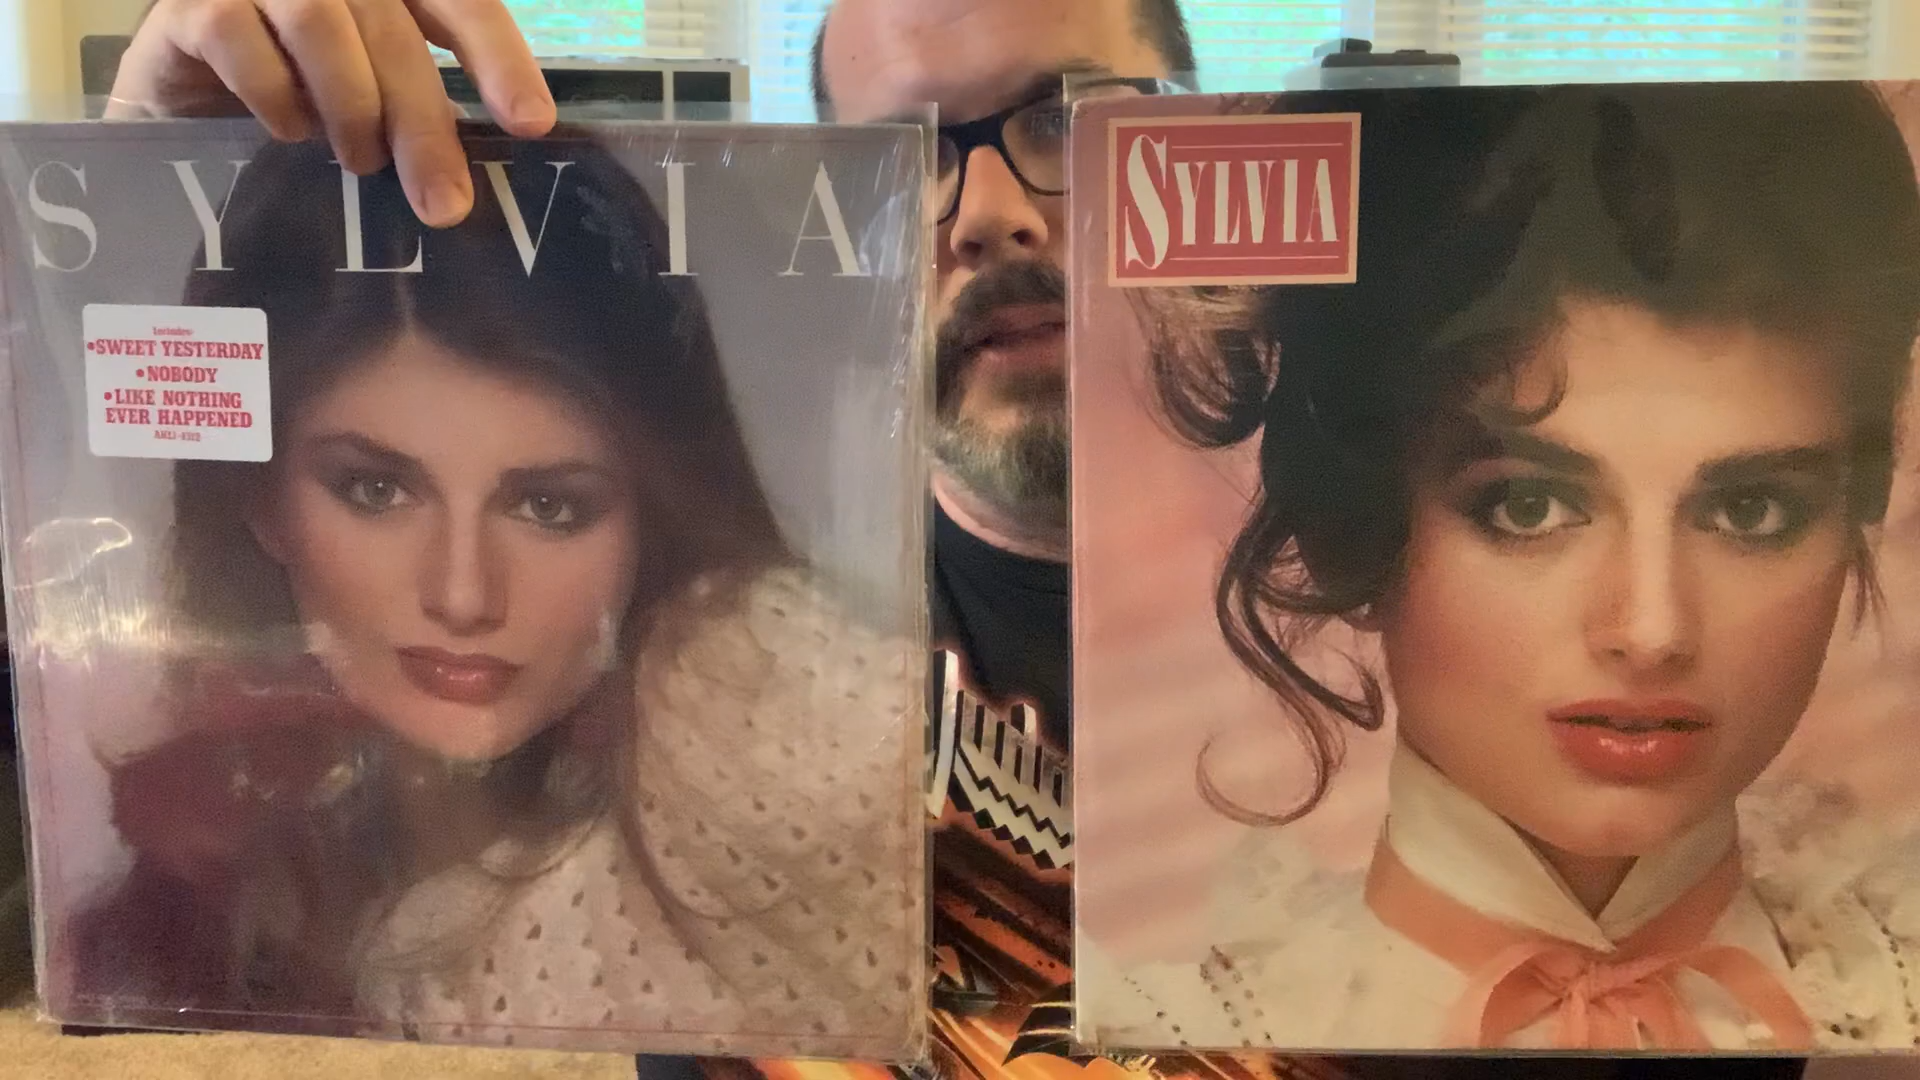 SYLVIA
Includes:
•SWEET YESTERDAY
•NOBODY
•LIKE NOTHING
EVER HAPPENED
SYLVIA